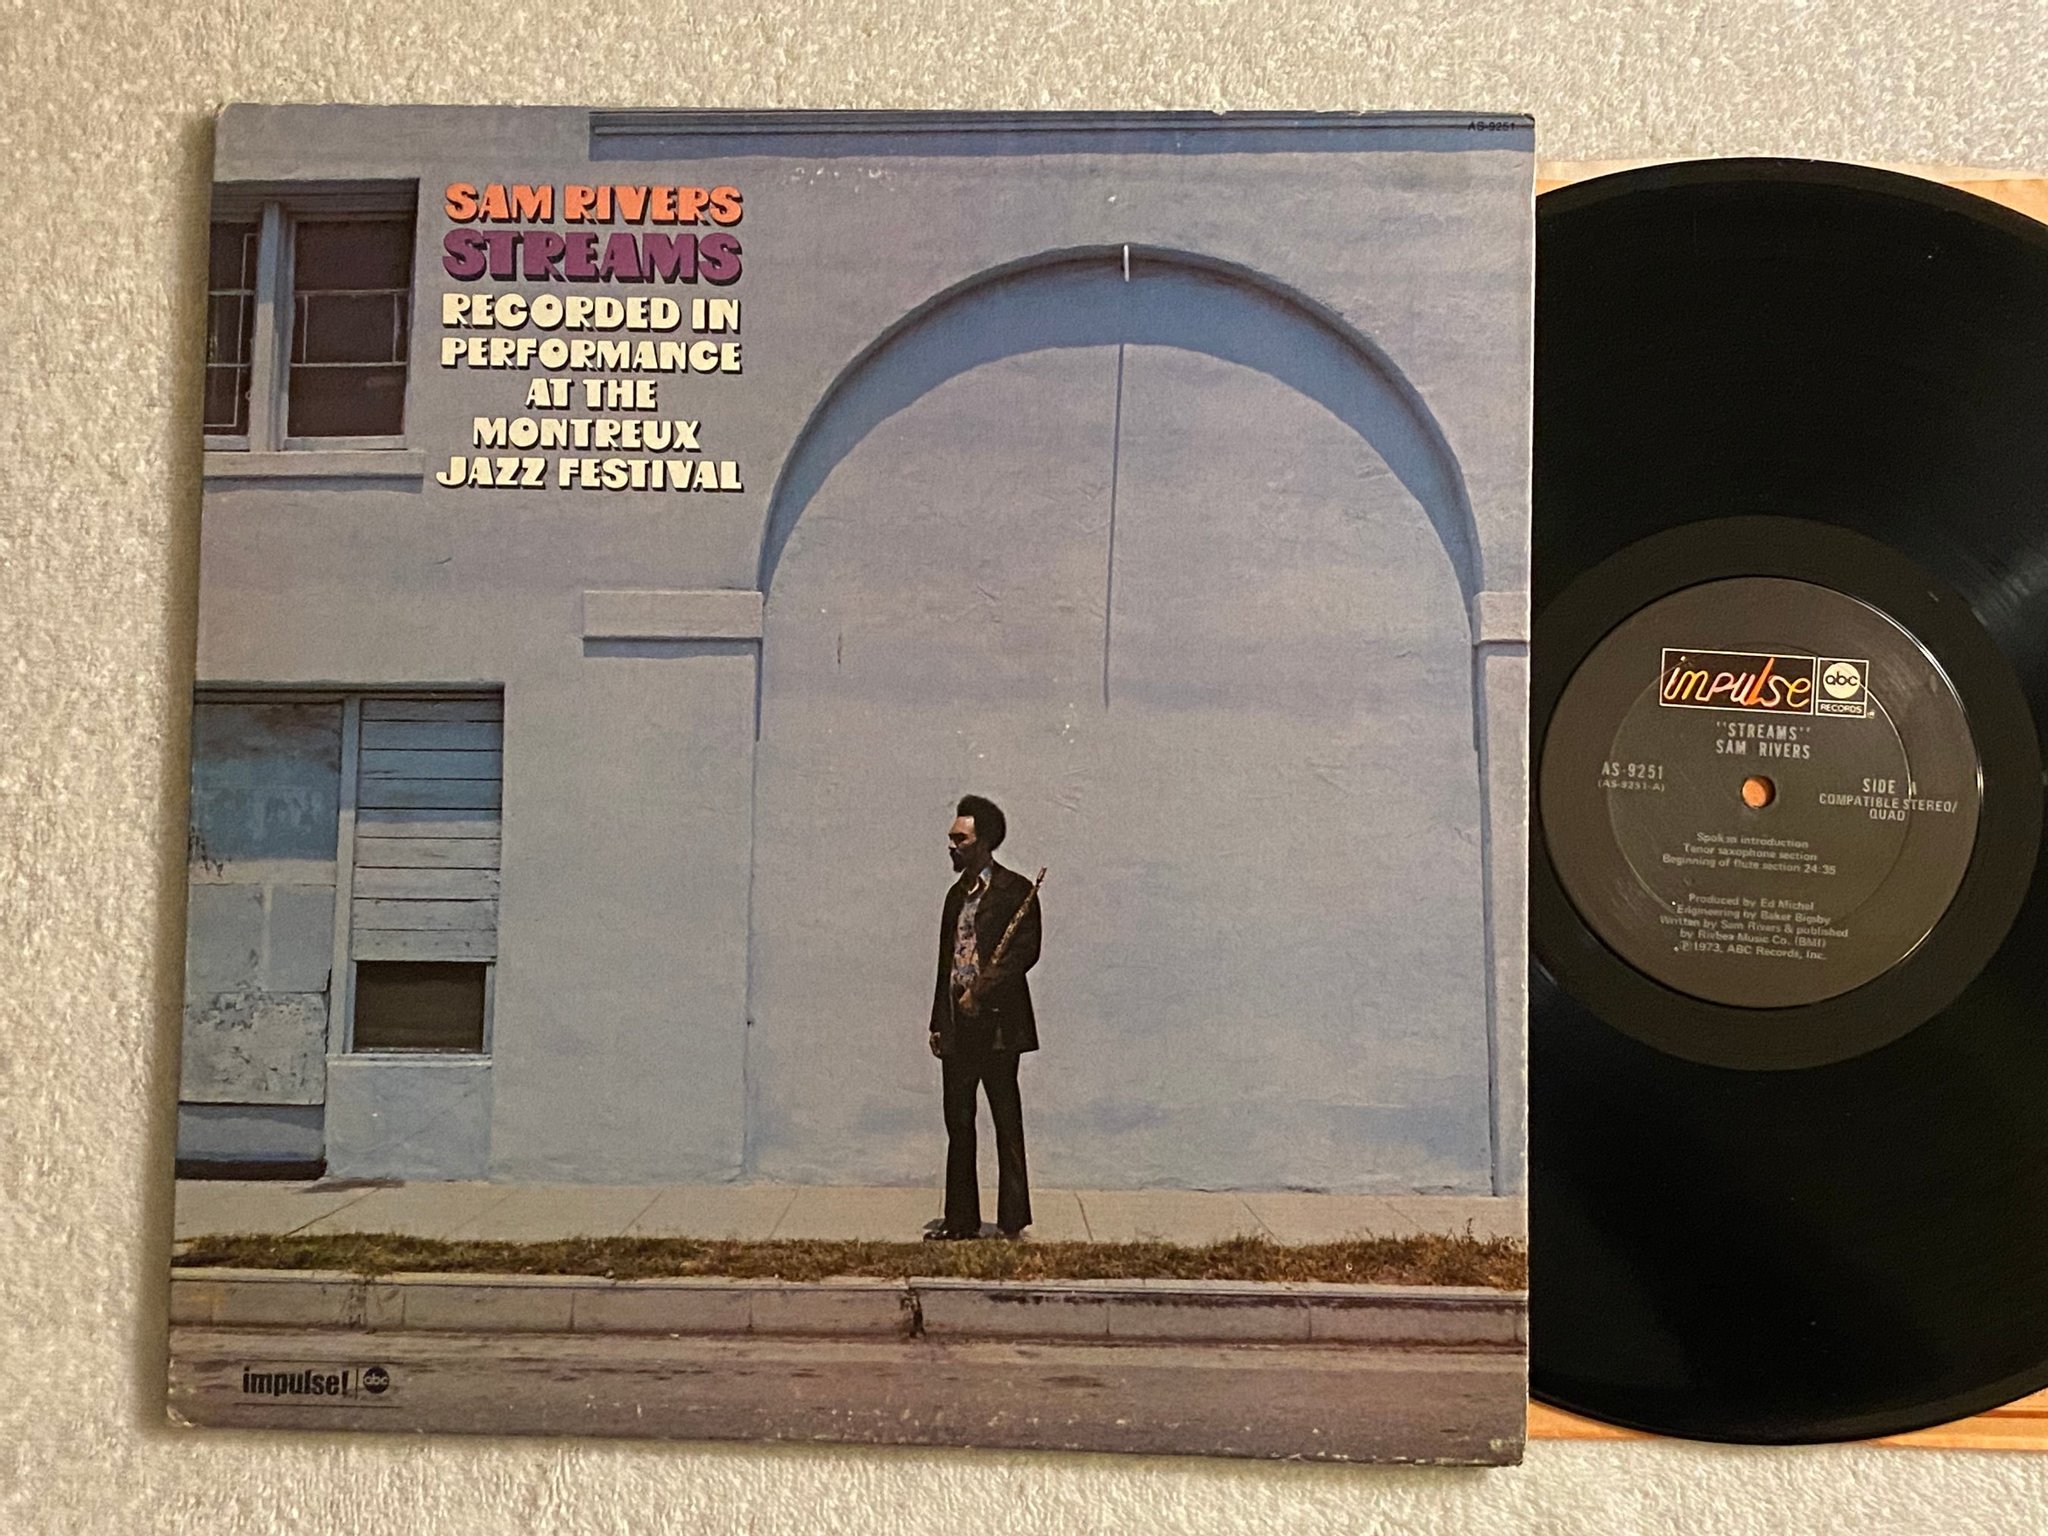 AS-9251
SAM RIVERS
STREAMS
RECORDED IN
PERFORMANCE
AT THE
MONTREUX
JAZZ FESTIVAL
impulse! abc
impulse abc
RECORDS
"STREAMS"
SAM RIVERS
AS-9251
(AS-9251-A)
SIDE A
COMPATIBLE STEREO/
QUAD
Spoken introduction
Tenor saxophone section
Beginning of flute section 24:35
Produced by Ed Michel
Engineering by Baker Bigsby
Written by Sam Rivers & published
by Rivbea Music Co. (BMI)
℗1973, ABC Records, Inc.